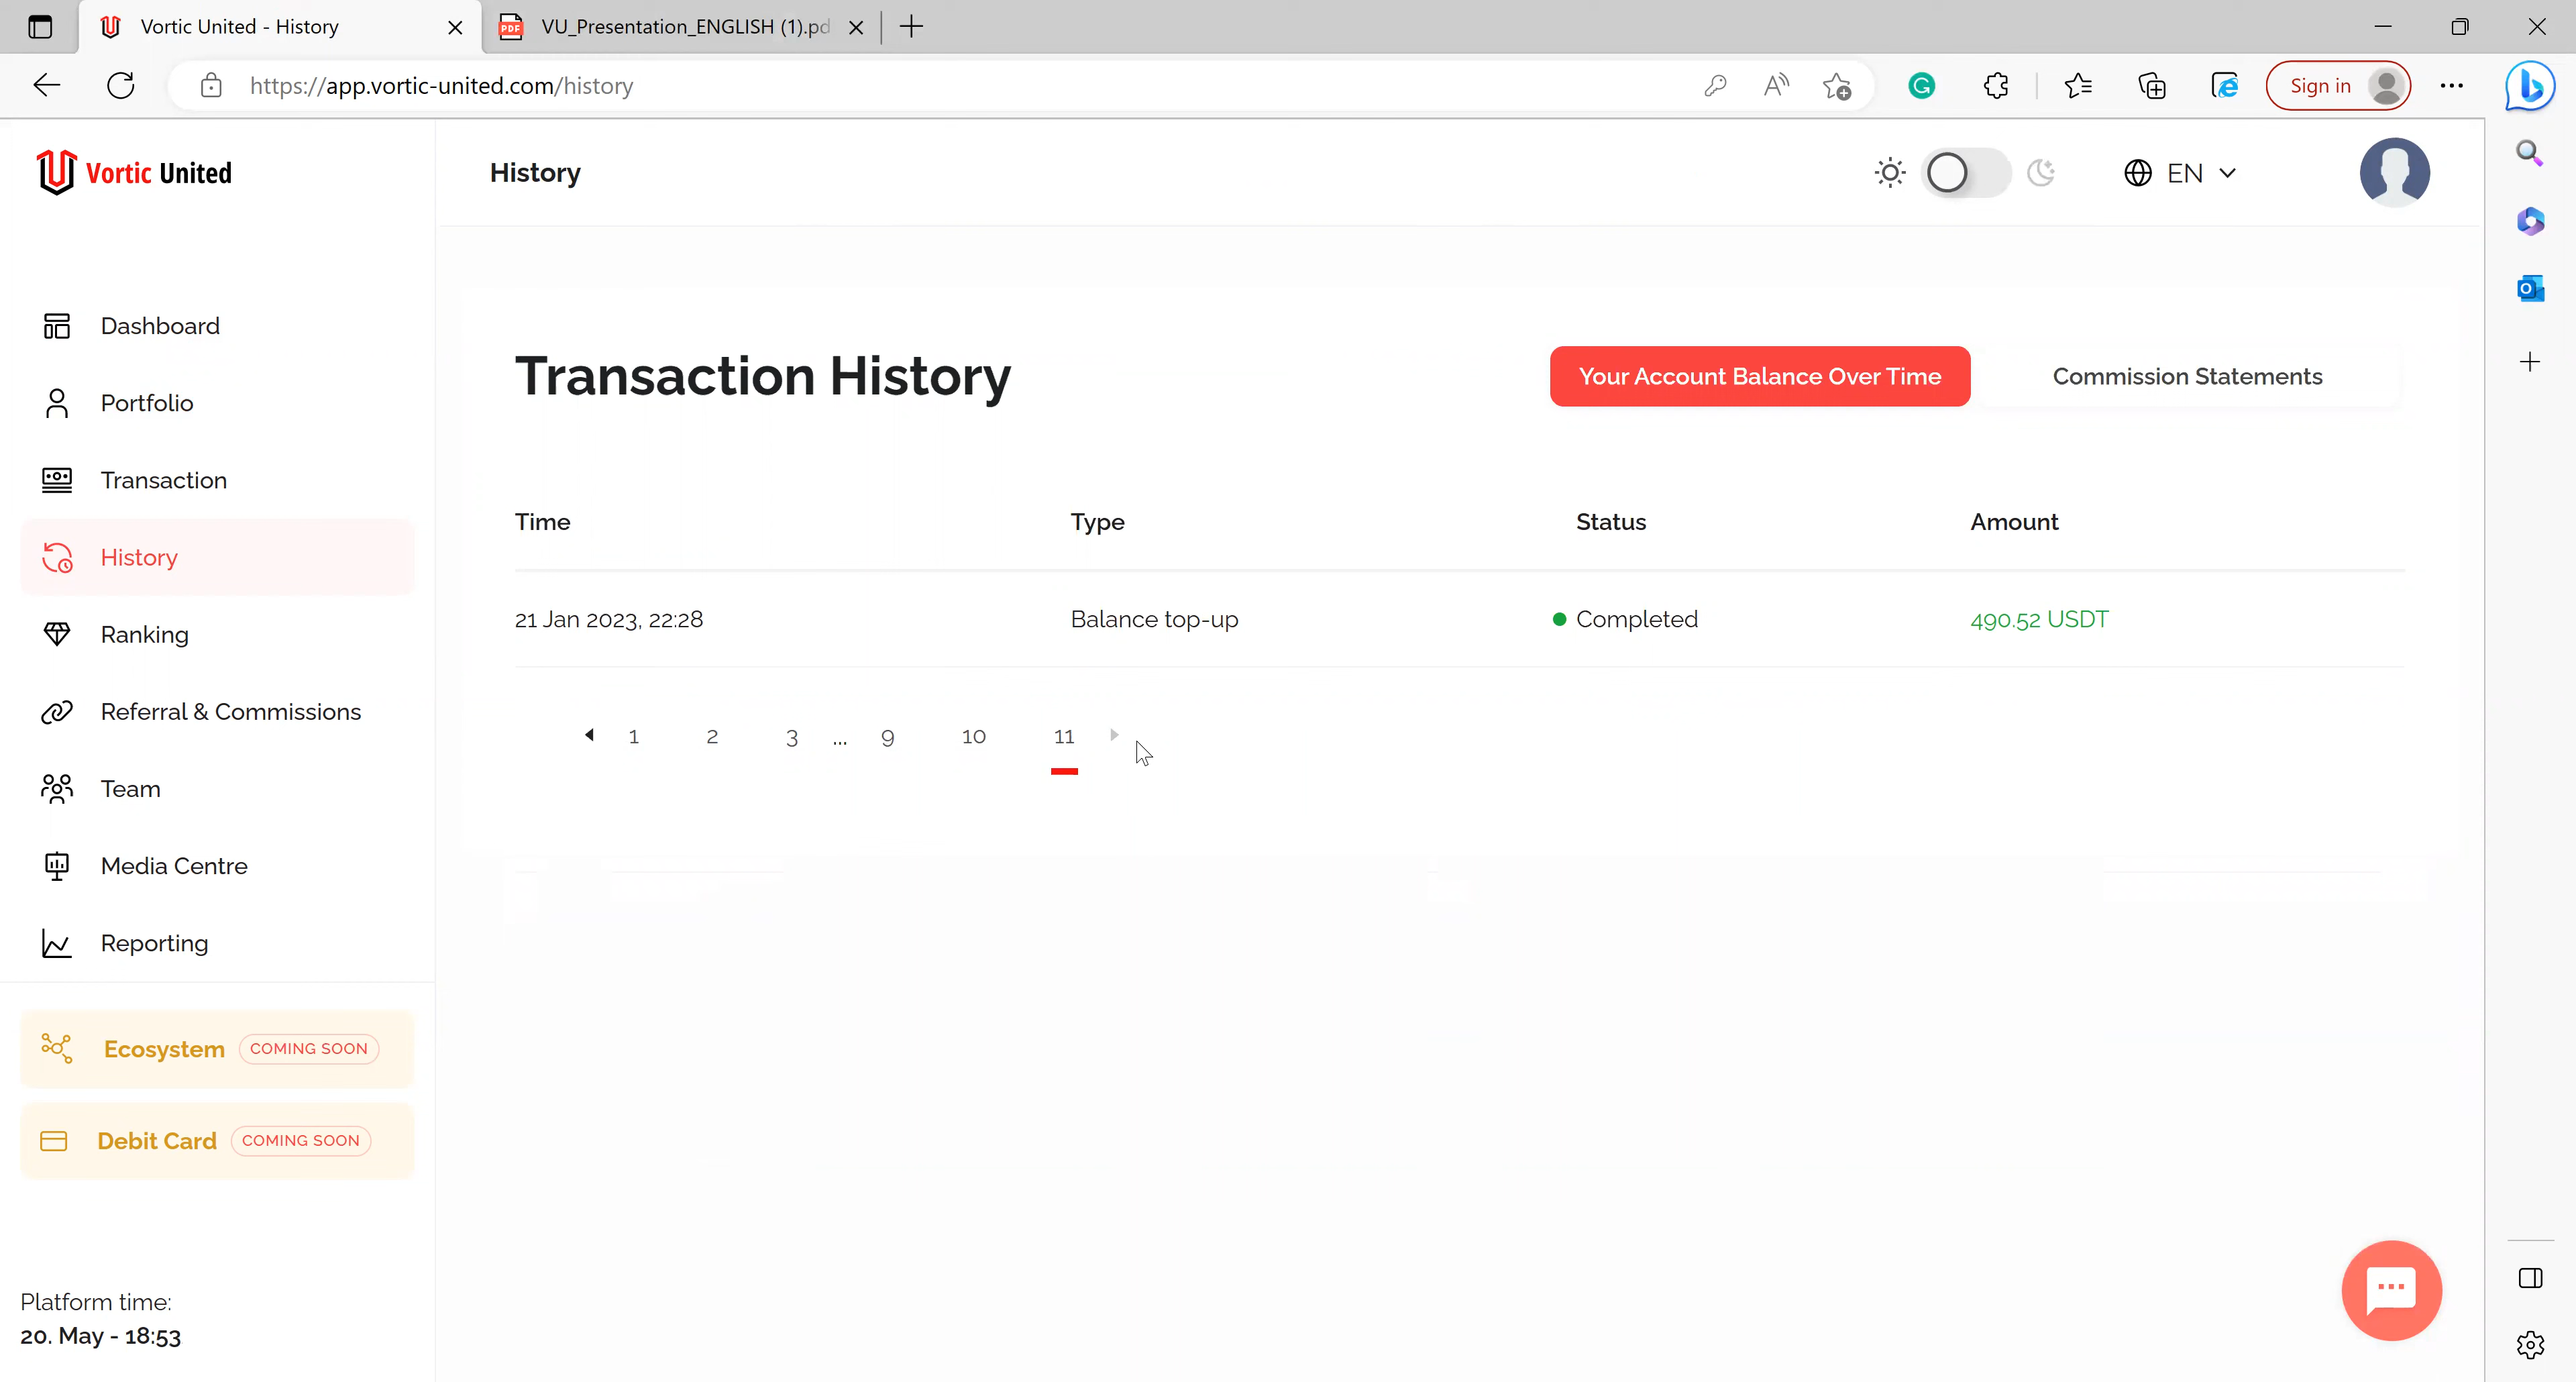 Vortic United - History
VU_Presentation_ENGLISH (1).pd
https://app.vortic-united.com/history
Sign in
Vortic United
History
EN
Dashboard
Portfolio
Transaction
History
Ranking
Referral & Commissions
Team
Media Centre
Reporting
Ecosystem COMING SOON
Debit Card COMING SOON
Platform time:
20. May - 18:53
Transaction History
Your Account Balance Over Time
Commission Statements
Time Type Status Amount
21 Jan 2023, 22:28 Balance top-up Completed 490.52 USDT
1 2 3 ... 9 10 11